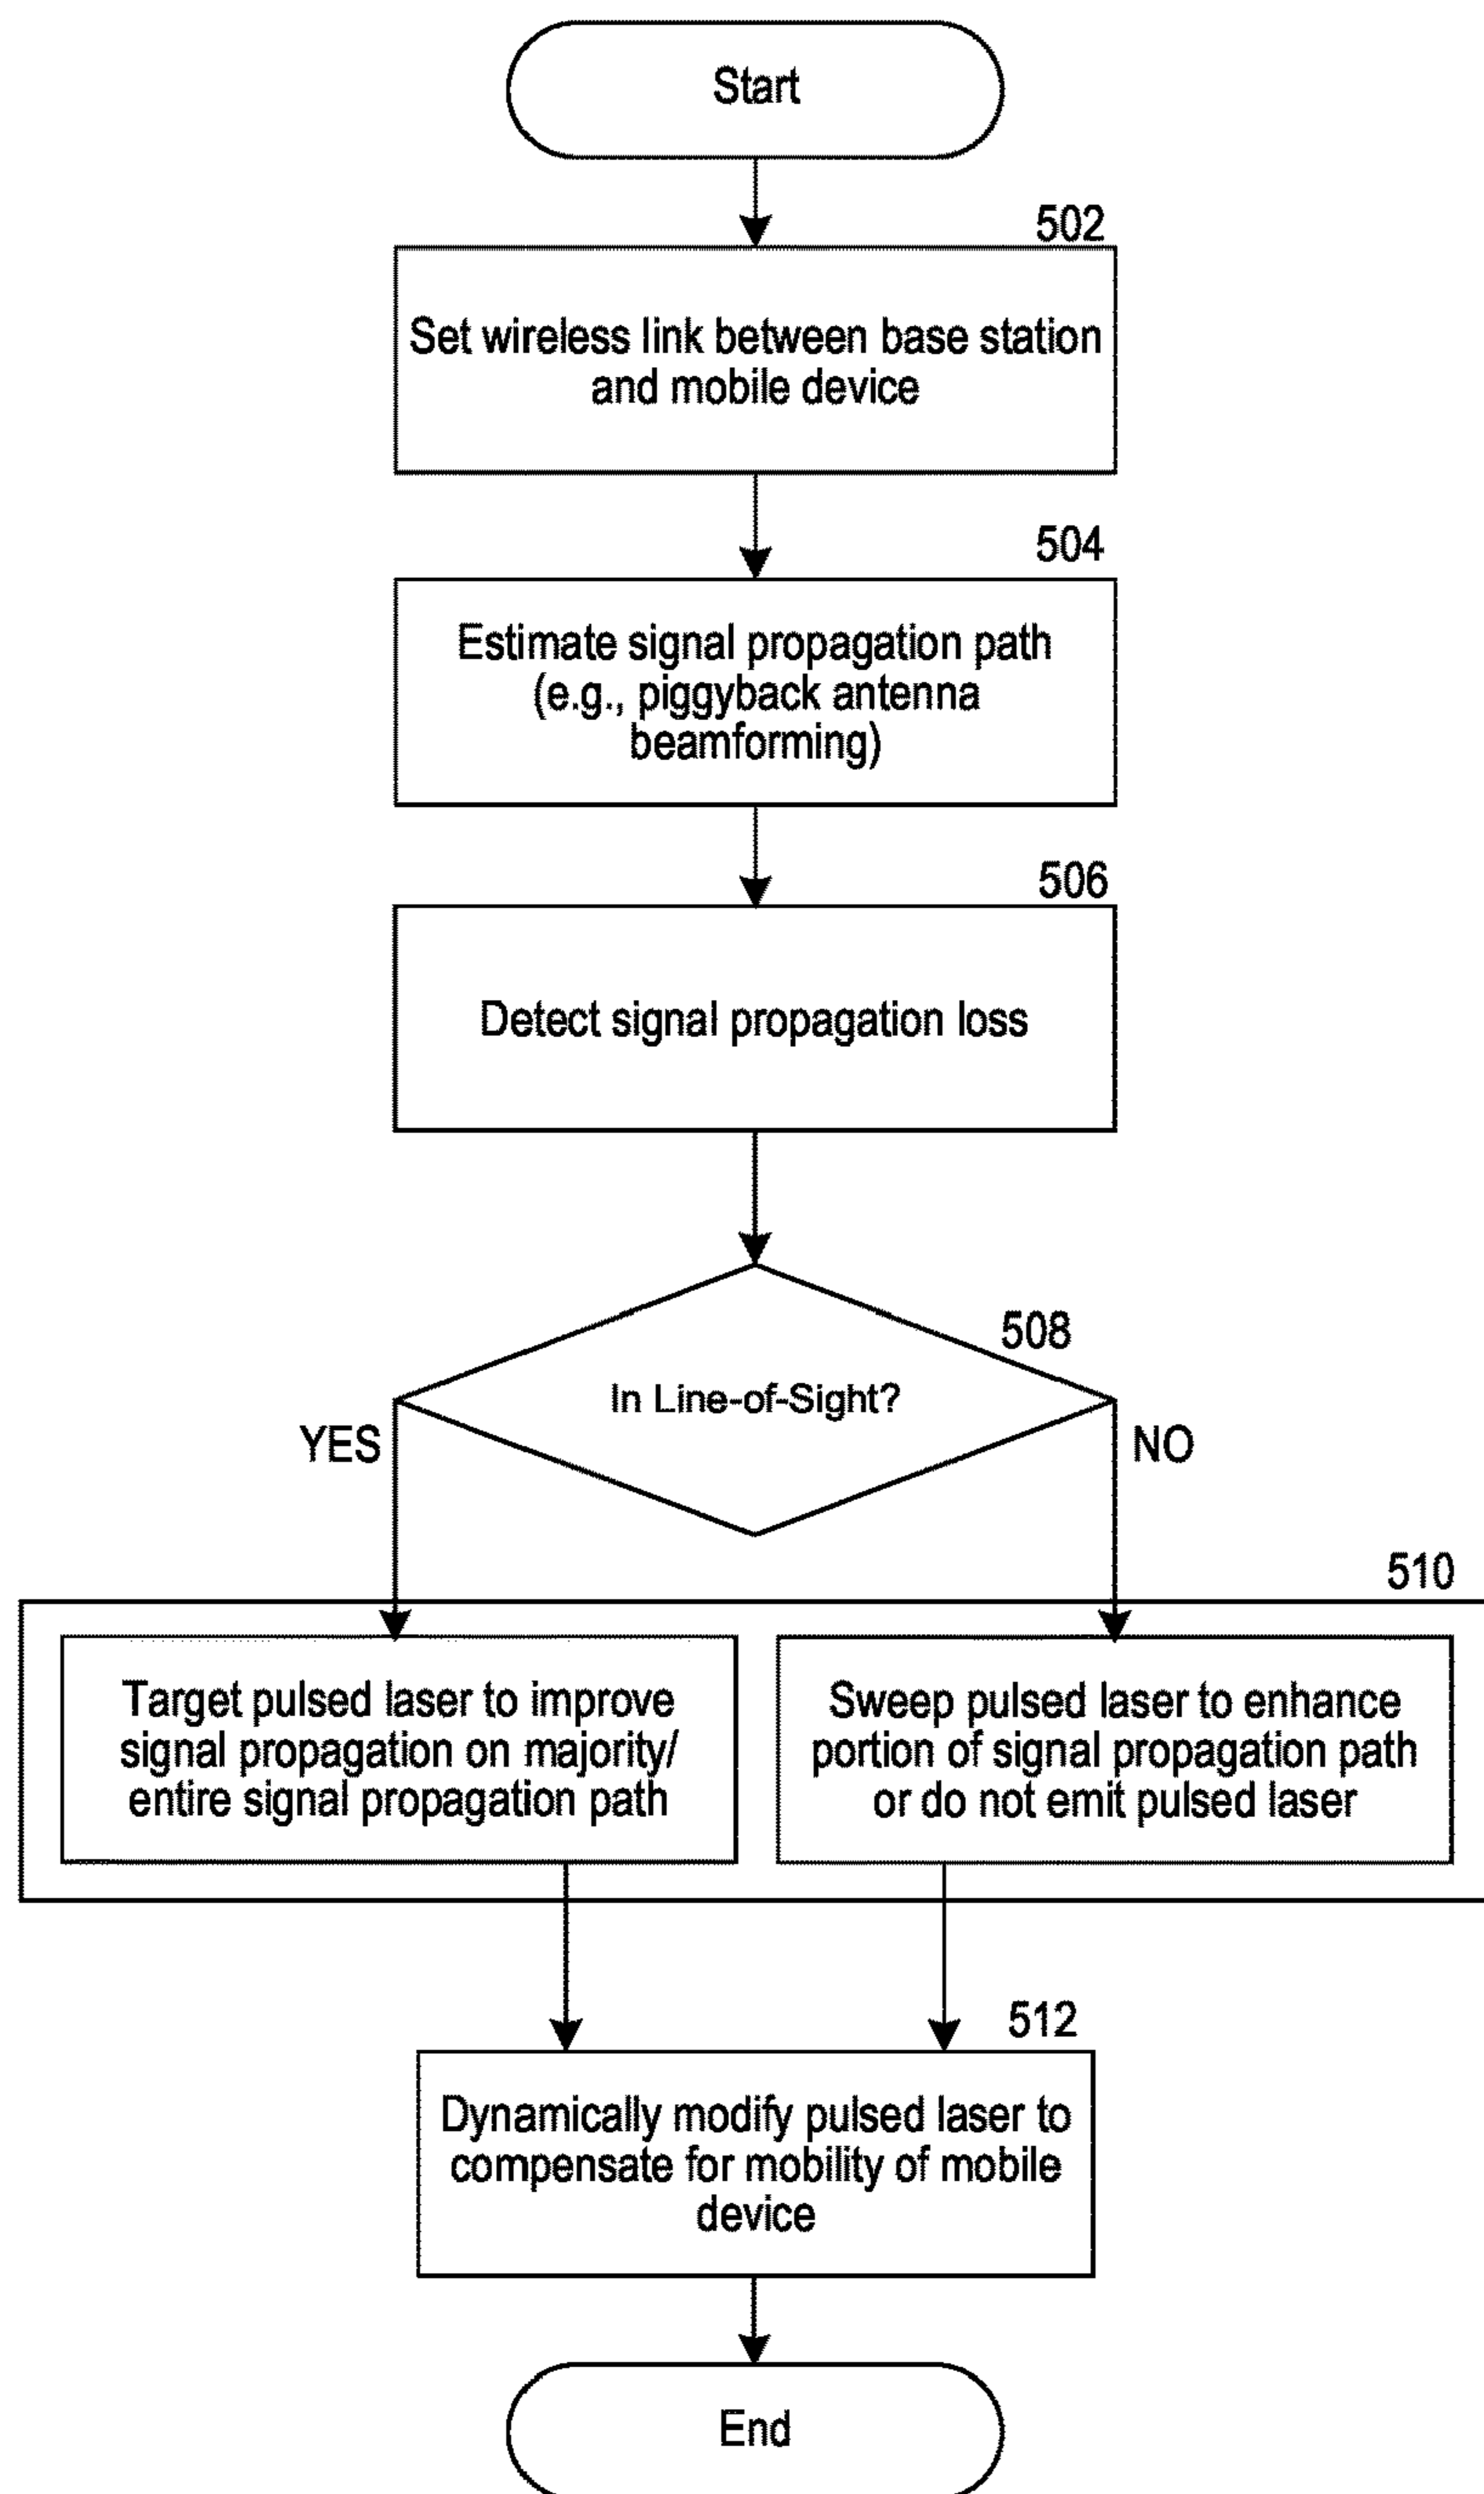 Start
502
Set wireless link between base station
and mobile device
504
Estimate signal propagation path
(e.g., piggyback antenna
beamforming)
506
Detect signal propagation loss
508
In Line-of-Sight?
YES
NO
510
Target pulsed laser to improve
signal propagation on majority/
entire signal propagation path
Sweep pulsed laser to enhance
portion of signal propagation path
or do not emit pulsed laser
512
Dynamically modify pulsed laser to
compensate for mobility of mobile
device
End